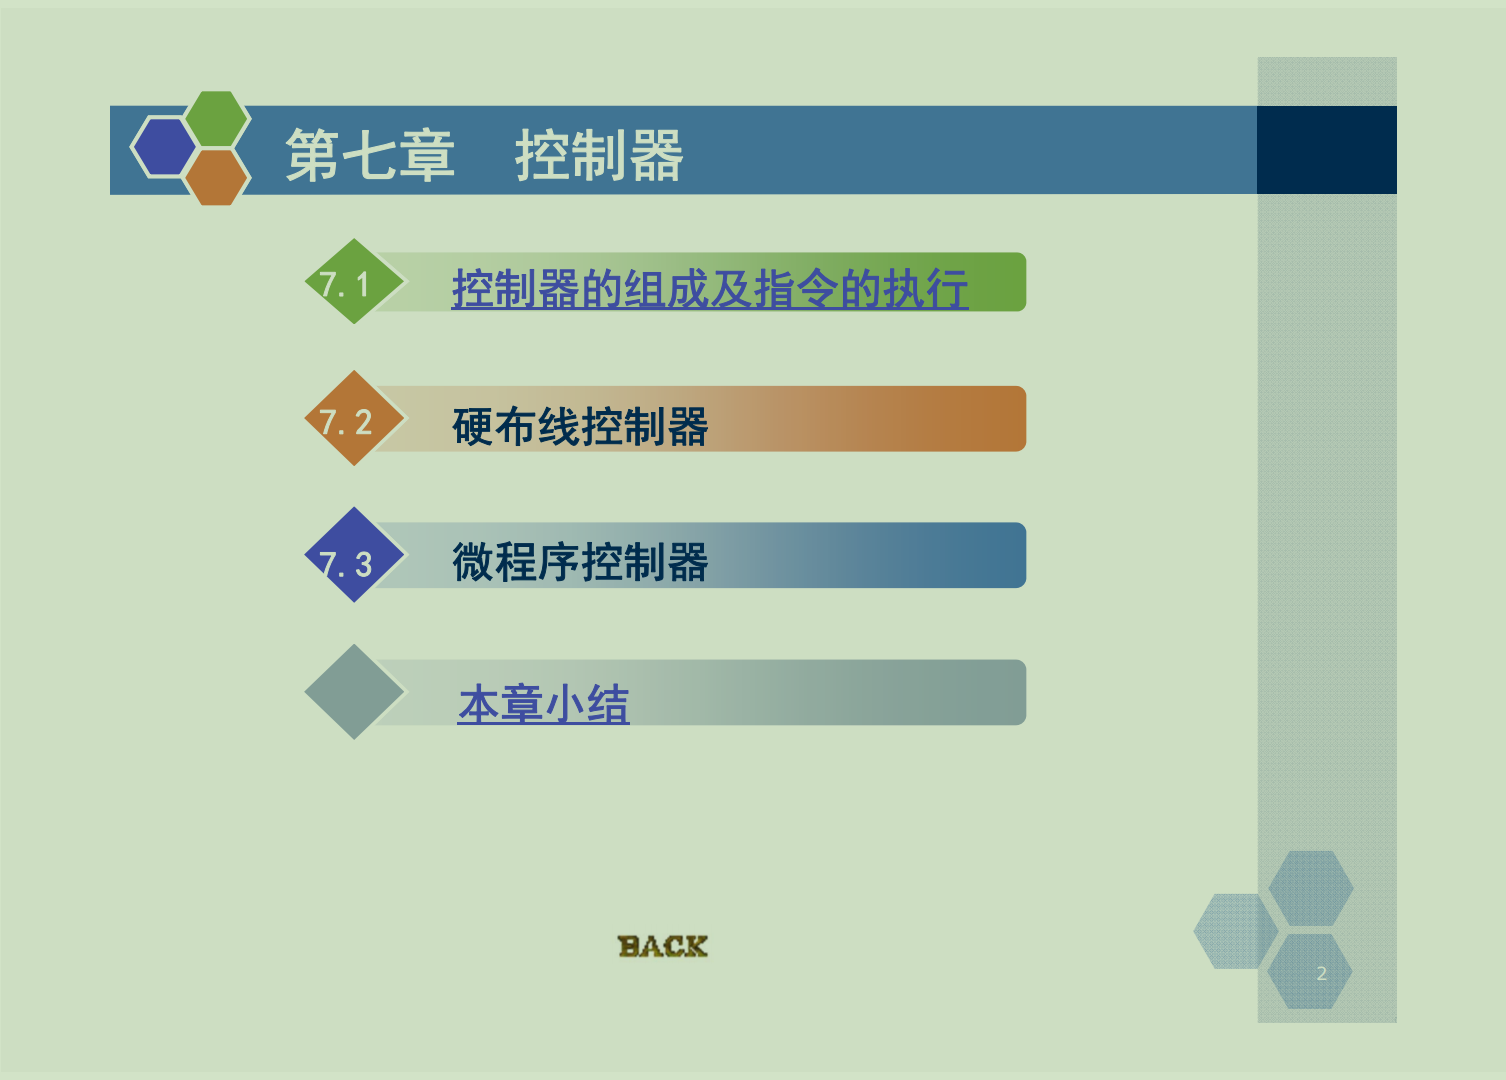 第七章 控制器
7.1 控制器的组成及指令的执行
7.2 硬布线控制器
7.3 微程序控制器
本章小结
BACK
2